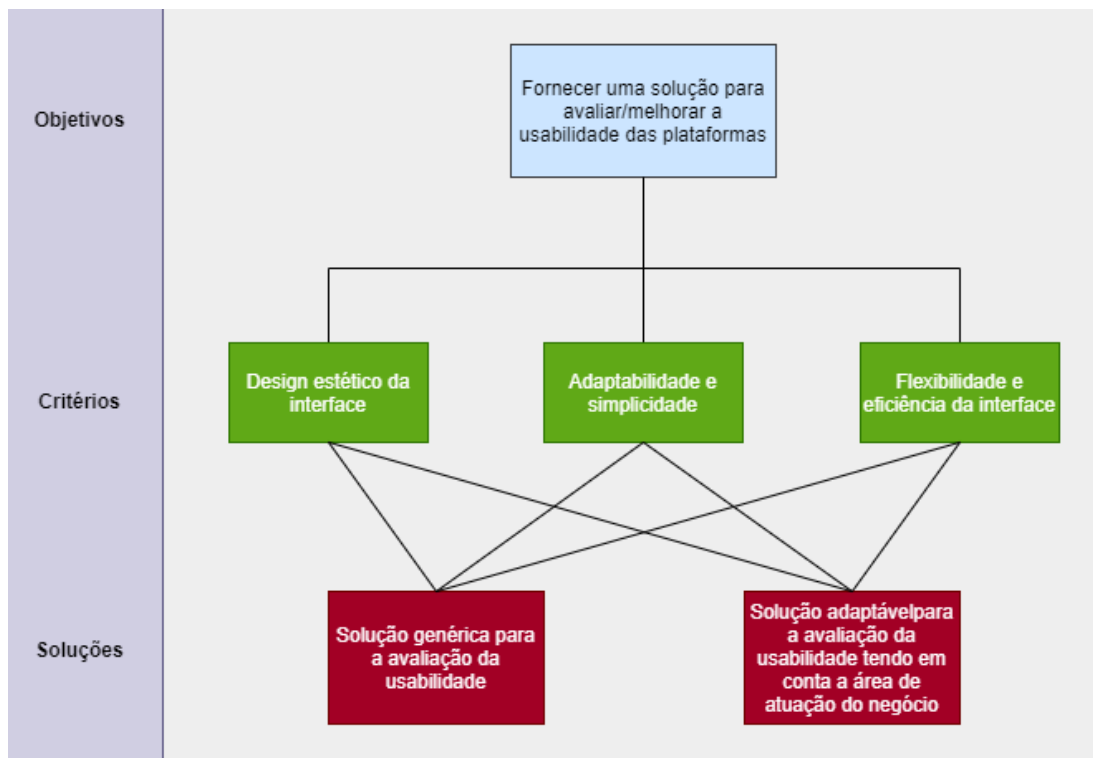 Objetivos
Fornecer uma solução para
avaliar/melhorar a
usabilidade das plataformas
Critérios
Design estético da
interface
Adaptabilidade e
simplicidade
Flexibilidade e
eficiência da interface
Soluções
Solução genérica para
a avaliação da
usabilidade
Solução adaptávelpara
a avaliação da
usabilidade tendo em
conta a área de
atuação do negócio